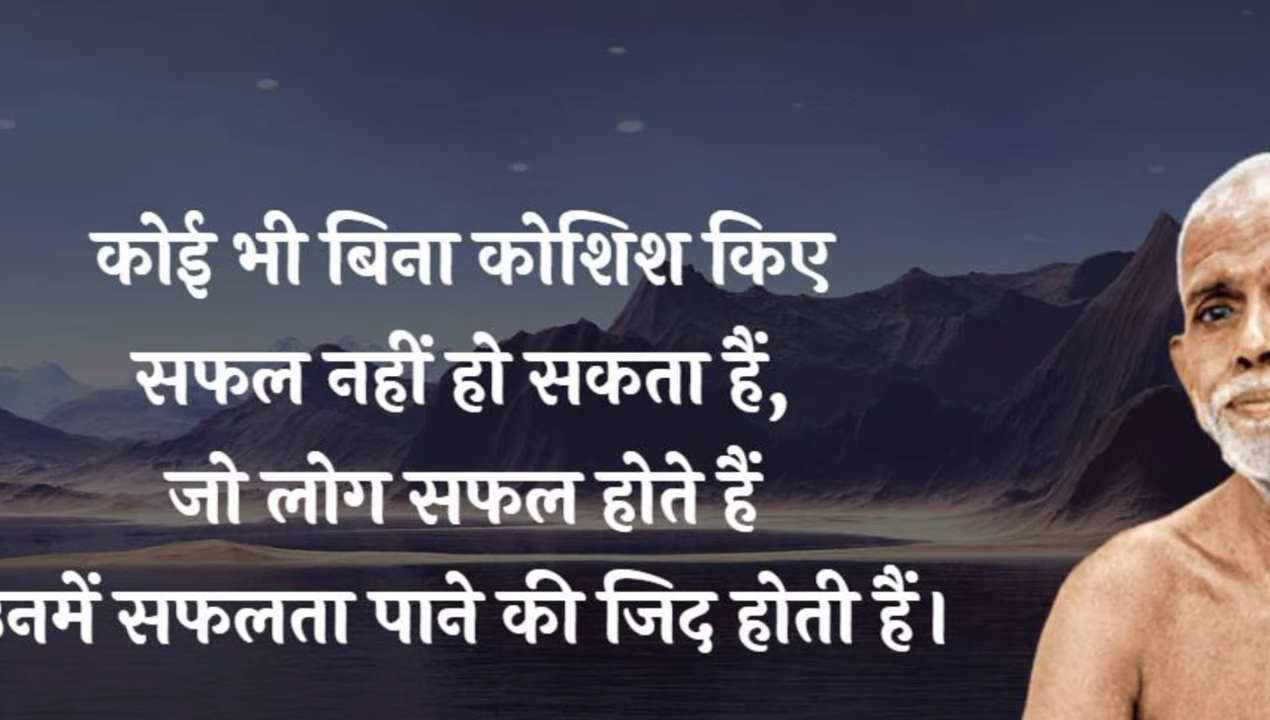 कोई भी बिना कोशिश किए
सफल नहीं हो सकता हैं,
जो लोग सफल होते हैं
सफलता पाने की जिद होती हैं।